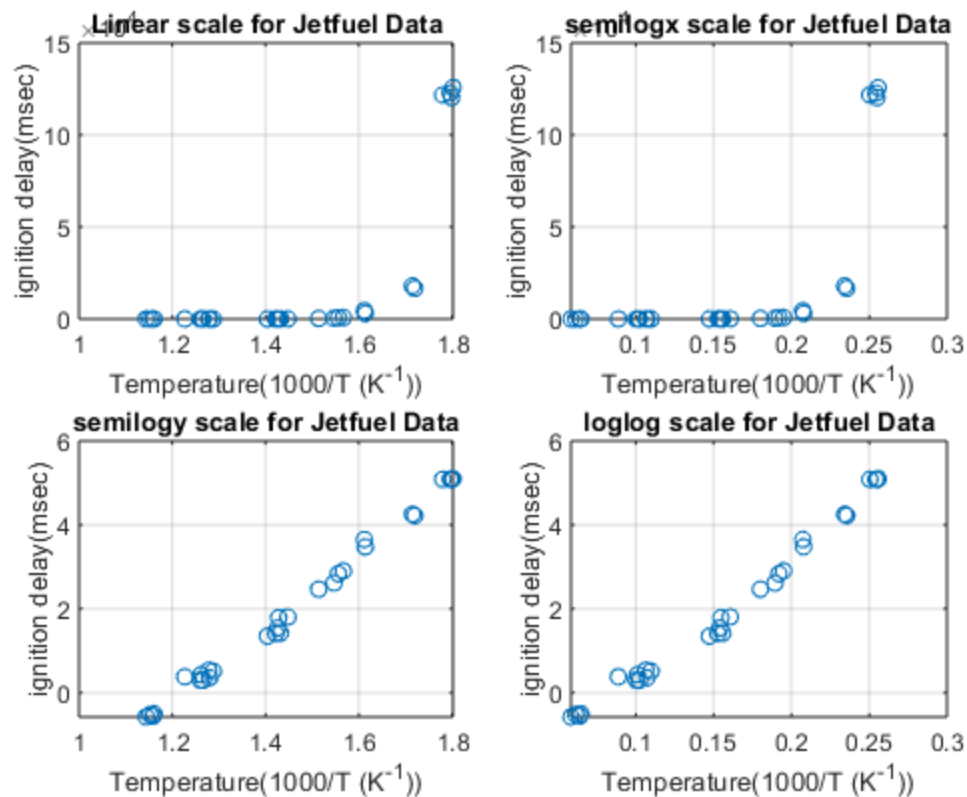 Linear scale for Jetfuel Data
semilogx scale for Jetfuel Data
15
10
5
0
ignition delay(msec)
1 1.2 1.4 1.6 1.8
Temperature(1000/T (K⁻¹))
15
10
5
0
ignition delay(msec)
0.1 0.15 0.2 0.25 0.3
Temperature(1000/T (K⁻¹))
semilogy scale for Jetfuel Data
loglog scale for Jetfuel Data
6
4
2
0
ignition delay(msec)
1 1.2 1.4 1.6 1.8
Temperature(1000/T (K⁻¹))
6
4
2
0
ignition delay(msec)
0.1 0.15 0.2 0.25 0.3
Temperature(1000/T (K⁻¹))